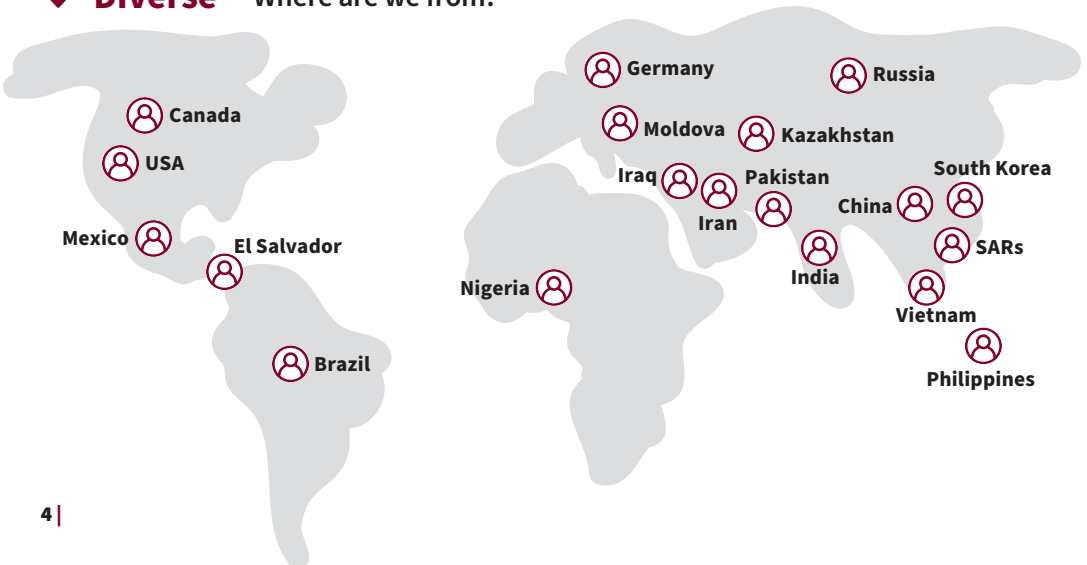 Diverse Where are we from?
Germany
Russia
Canada
Moldova
Kazakhstan
USA
South Korea
Iraq
Pakistan
China
Iran
Mexico
El Salvador
SARs
India
Nigeria
Vietnam
Brazil
Philippines
4 |